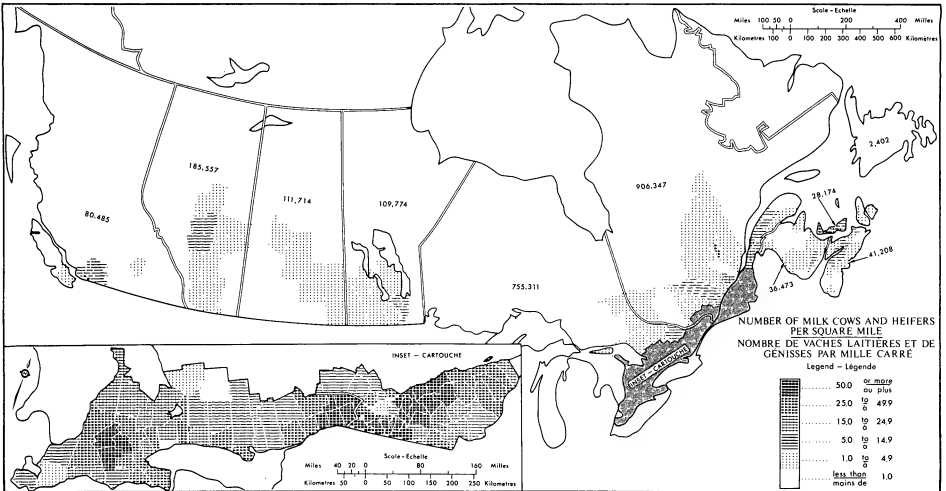 Scale - Echelle
Miles 100 50 0 200 400 Milles
Kilometres 100 0 100 200 300 400 500 600 Kilomètres
2,402
185,557
906,347
28,174
111,714
109,774
80,485
41,208
755,311
36,473
NUMBER OF MILK COWS AND HEIFERS
PER SQUARE MILE
NOMBRE DE VACHES LAITIÈRES ET DE
GÉNISSES PAR MILLE CARRÉ
Legend – Légende
50.0 or more ou plus
25.0 to à 49.9
15.0 to à 24.9
5.0 to à 14.9
1.0 to à 4.9
less than moins de 1.0
INSET – CARTOUCHE
INSET – CARTOUCHE
Scale - Echelle
Miles 40 20 0 80 160 Milles
Kilometres 50 0 50 100 150 200 250 Kilomètres